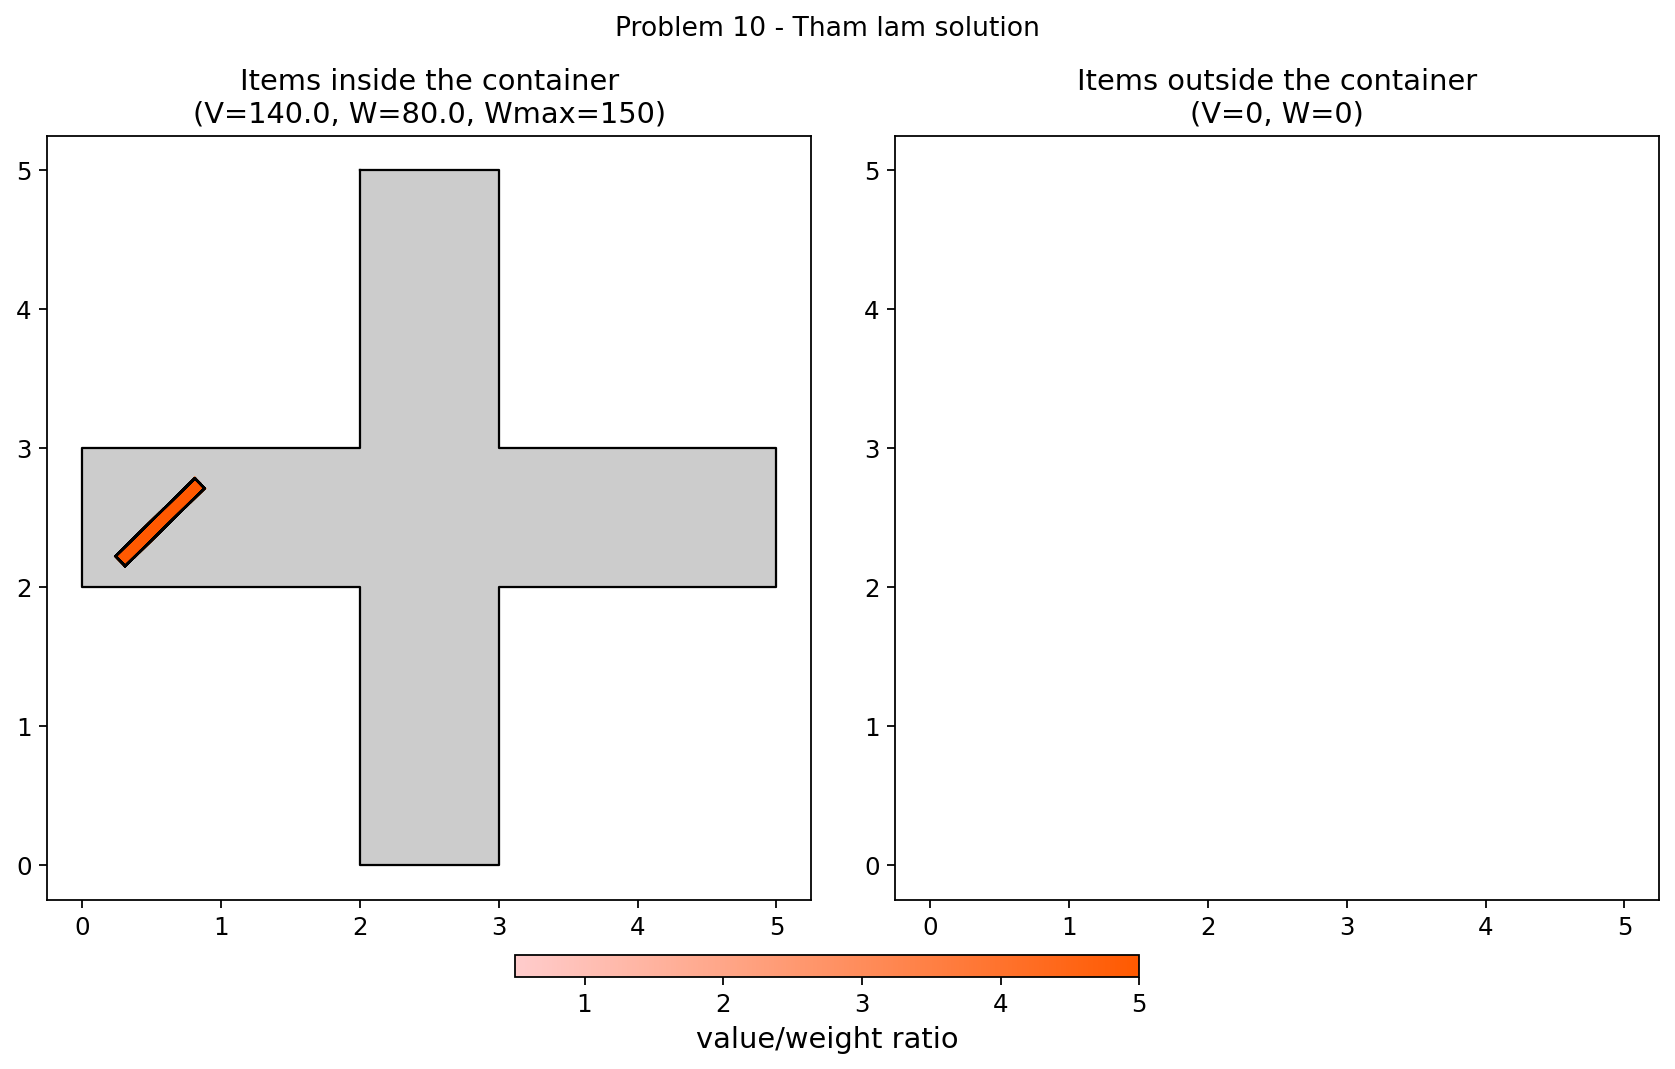 Problem 10 - Tham lam solution
Items inside the container
(V=140.0, W=80.0, Wmax=150)
5
4
3
2
1
0
0 1 2 3 4 5
Items outside the container
(V=0, W=0)
5
4
3
2
1
0
0 1 2 3 4 5
1 2 3 4 5
value/weight ratio